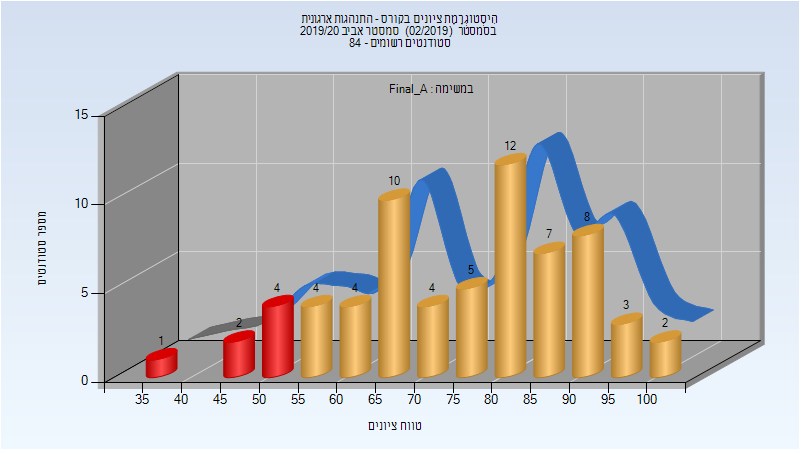 היסטוגרמת ציונים בקורס - התנהגות ארגונית
בסמסטר (02/2019) סמסטר אביב 2019/20
סטודנטים רשומים - 84
במשימה : Final_A
מספר סטודנטים
15
10
5
0
1
2
4
4
4
10
4
5
12
7
8
3
2
35 40 45 50 55 60 65 70 75 80 85 90 95 100
טווח ציונים